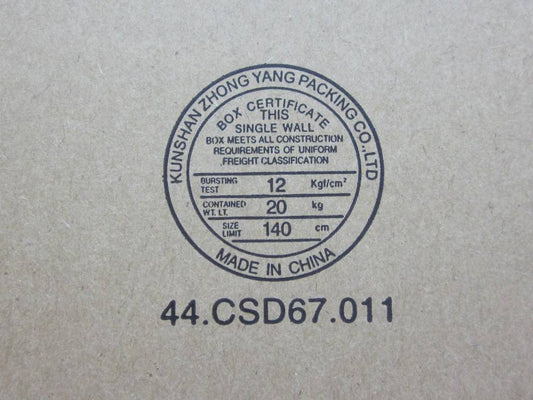 KUNSHAN ZHONG YANG PACKING CO.,LTD
BOX CERTIFICATE
THIS
SINGLE WALL
BOX MEETS ALL CONSTRUCTION
REQUIREMENTS OF UNIFORM
,FREIGHT CLASSIFICATION
BURSTING TEST 12 Kgf/cm²
CONTAINED WT. LT. 20 kg
SIZE LIMIT 140 cm
MADE IN CHINA
44.CSD67.011